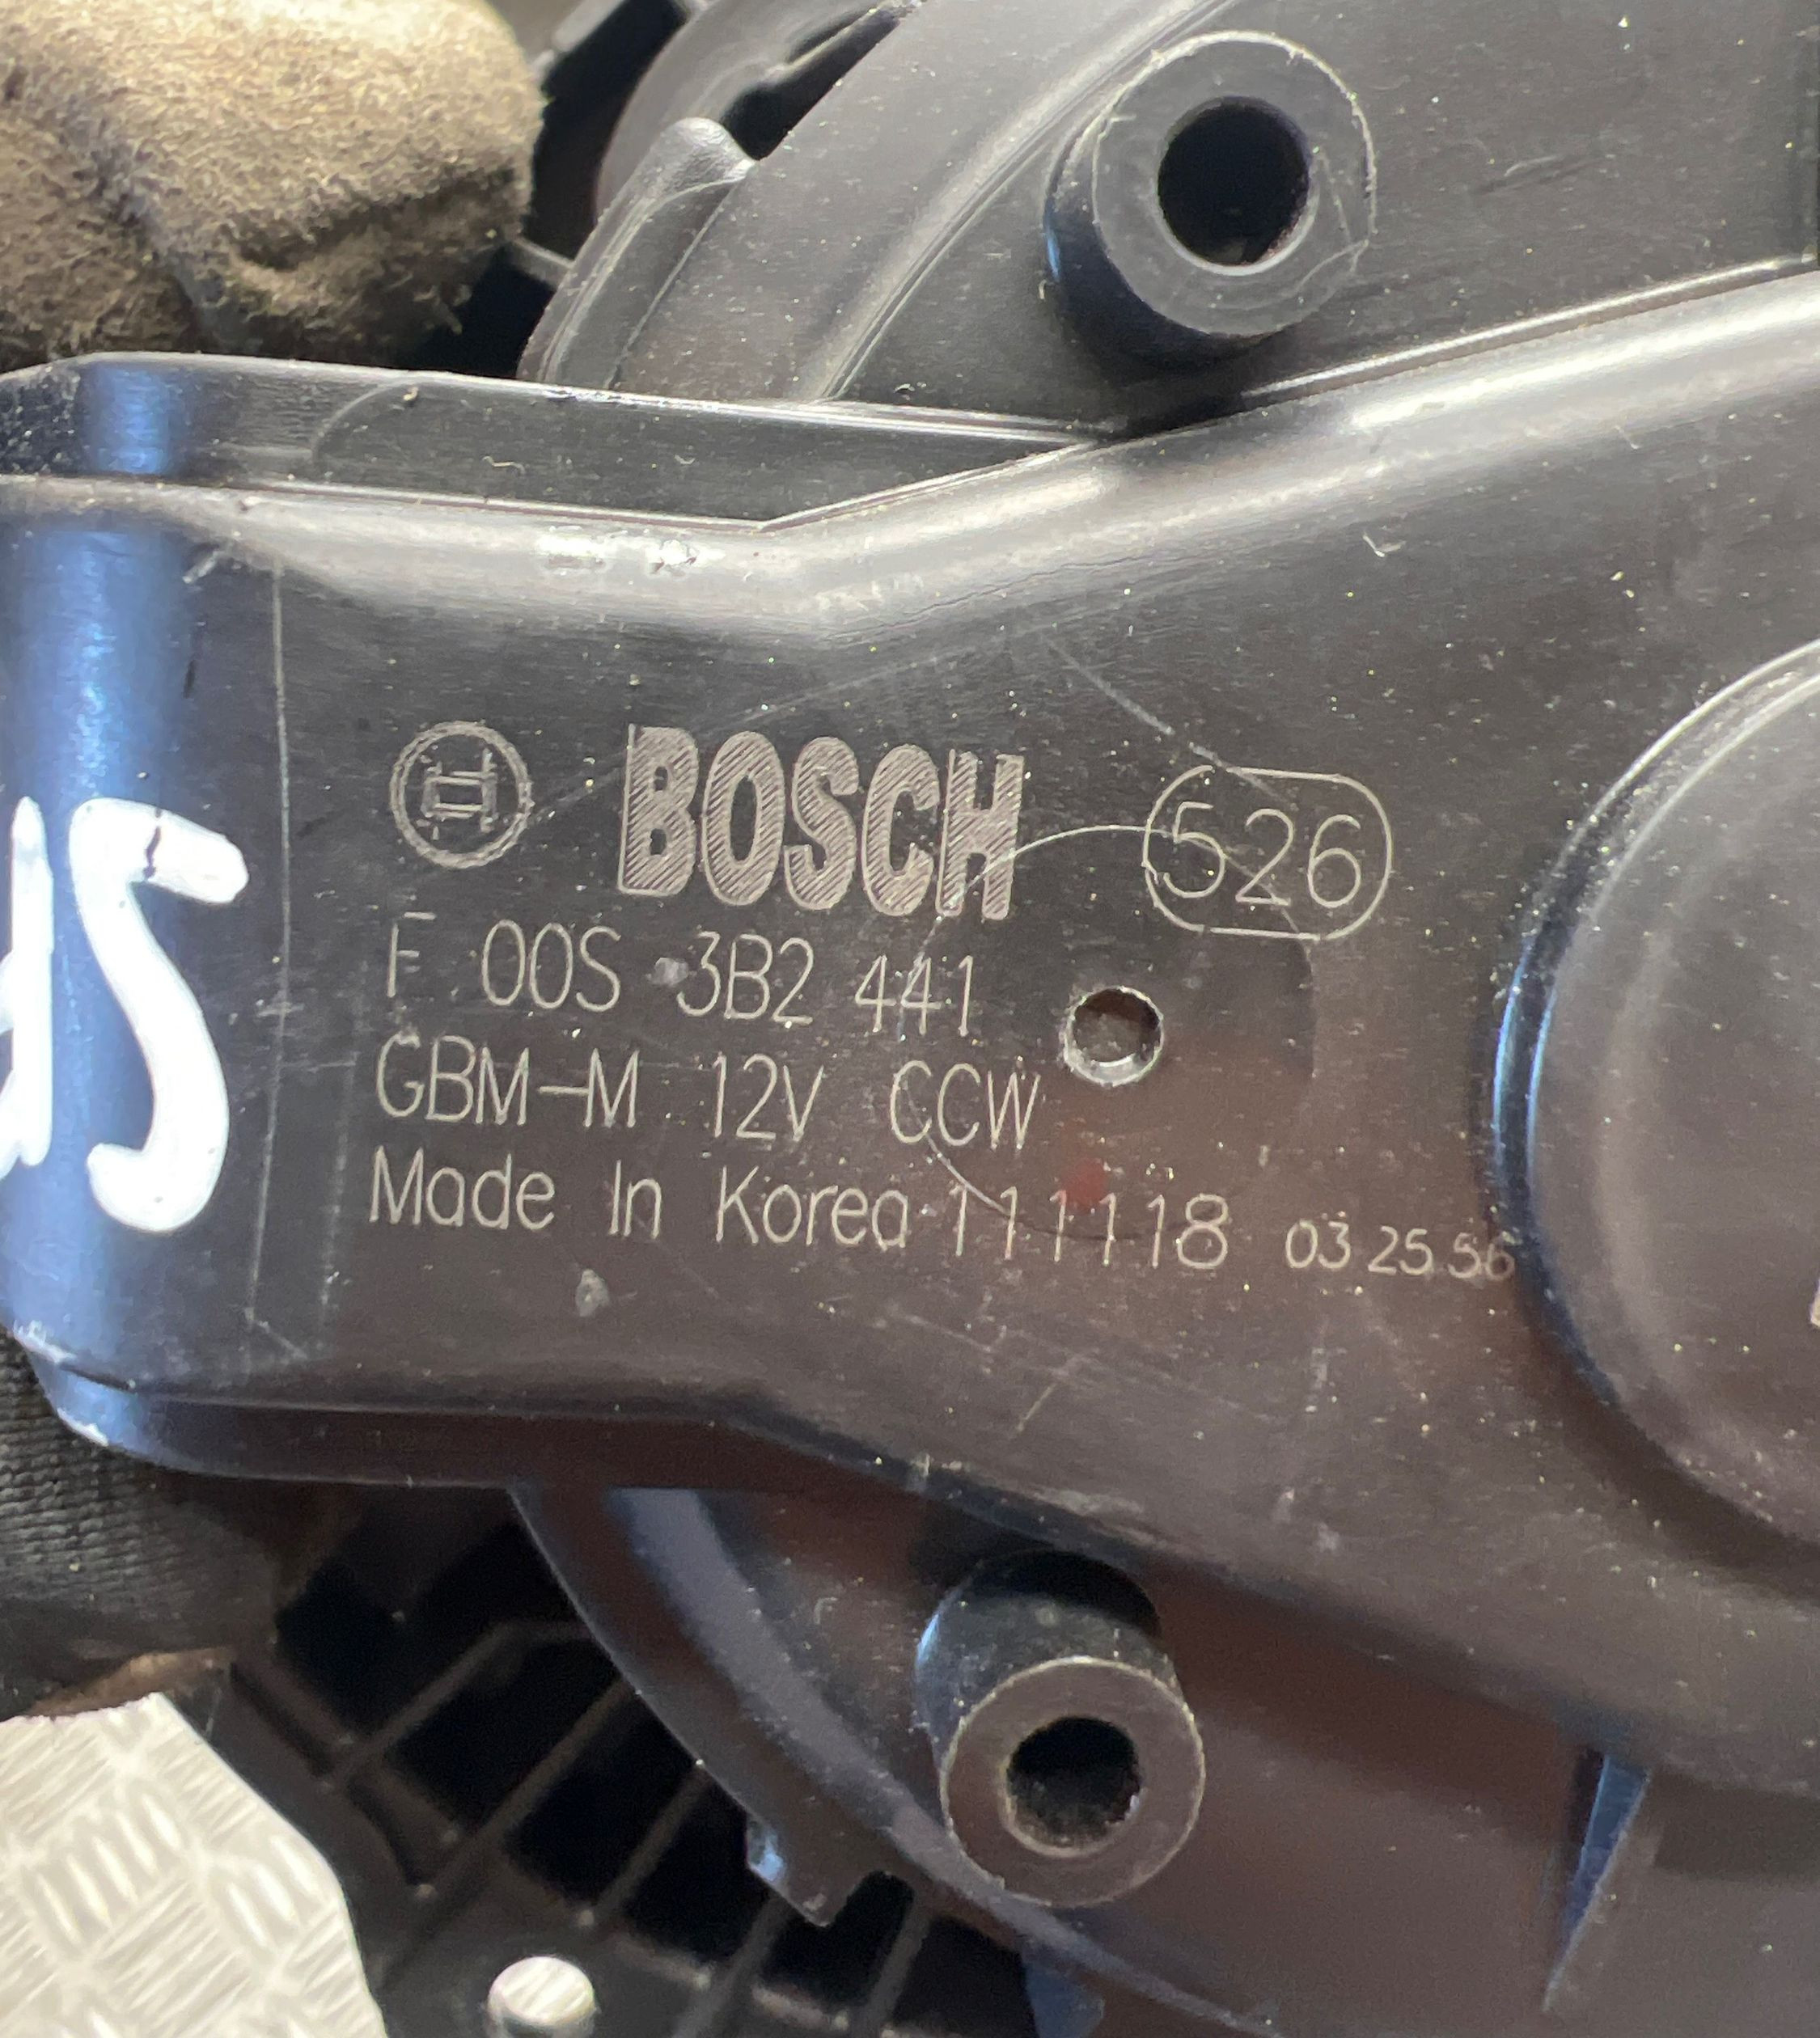 BOSCH 526
F 00S 3B2 441
GBM-M 12V CCW
Made In Korea 111118 03 25 56